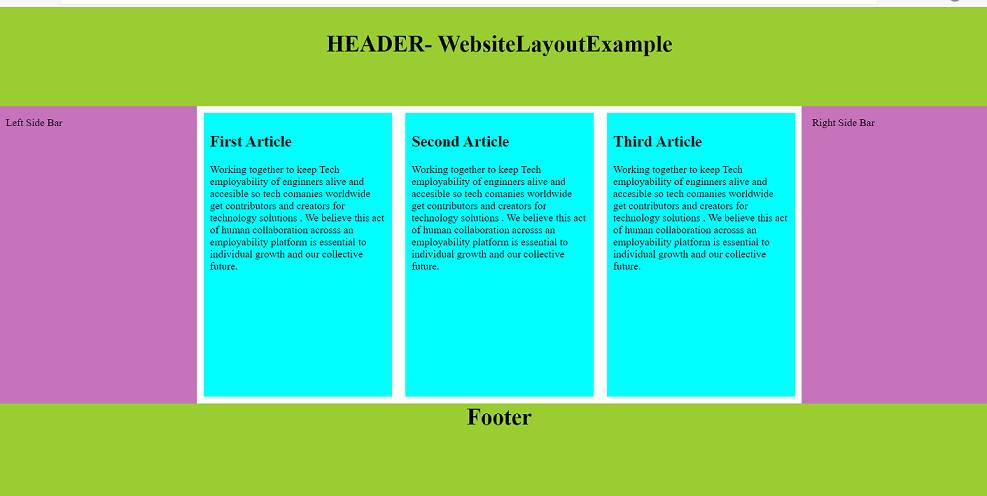 HEADER- WebsiteLayoutExample
Left Side Bar
First Article
Working together to keep Tech
employability of enginners alive and
accesible so tech comanies worldwide
get contributors and creators for
technology solutions . We believe this act
of human collaboration acrosss an
employability platform is essential to
individual growth and our collective
future.
Second Article
Working together to keep Tech
employability of enginners alive and
accesible so tech comanies worldwide
get contributors and creators for
technology solutions . We believe this act
of human collaboration acrosss an
employability platform is essential to
individual growth and our collective
future.
Third Article
Working together to keep Tech
employability of enginners alive and
accesible so tech comanies worldwide
get contributors and creators for
technology solutions . We believe this act
of human collaboration acrosss an
employability platform is essential to
individual growth and our collective
future.
Right Side Bar
Footer